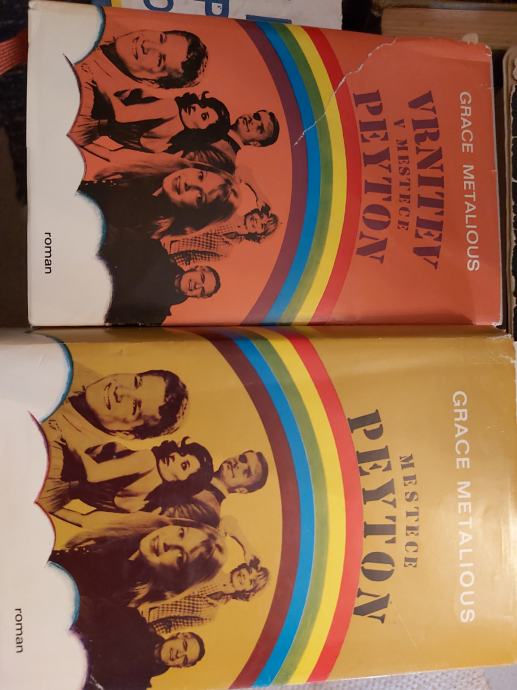 GRACE METALIOUS
VRNITEV
V MESTECE
PEYTON
roman
GRACE METALIOUS
MESTECE
PEYTON
roman